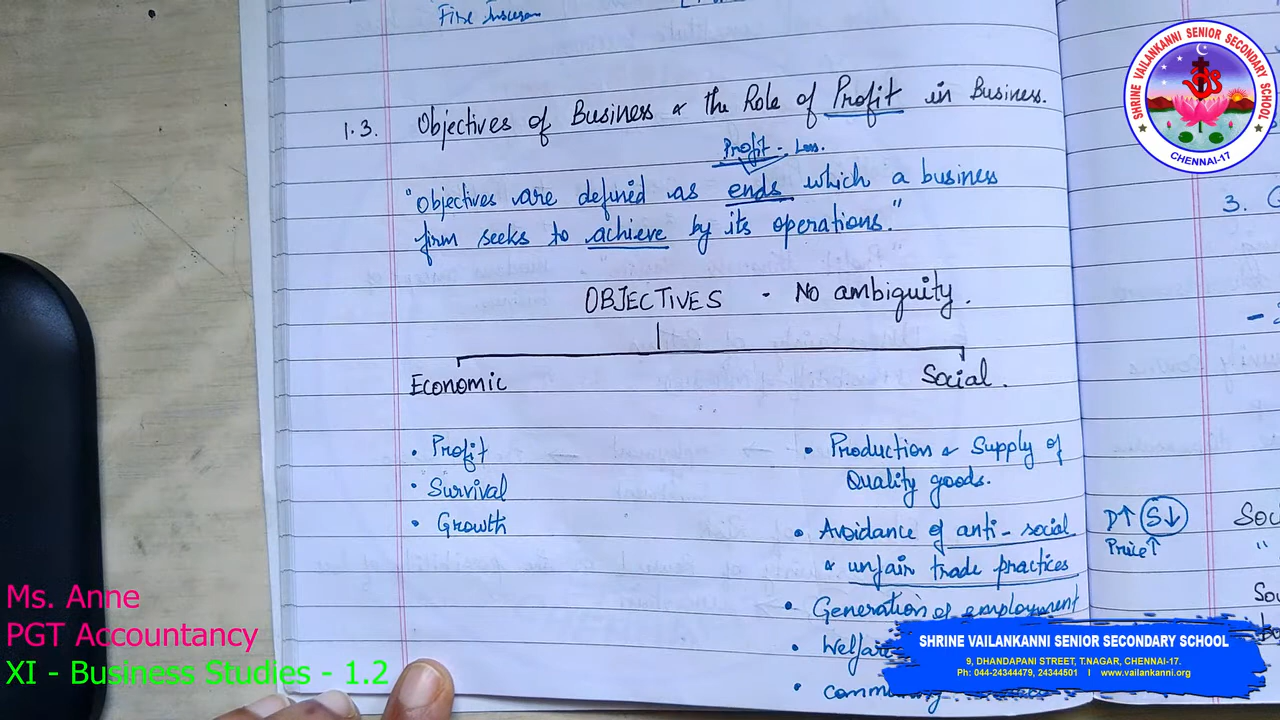 Fire Insuran
1.3. Objectives of Business & the Role of Profit in Business.
Profit - Loss.
"Objectives are defined as ends which a business
firm seeks to achieve by its operations."
OBJECTIVES - No ambiguity.
Economic
Social.
• Profit
• Survival
• Growth
• Production & Supply of
Quality goods.
• Avoidance of anti-social
& unfair trade practices
• Generation of employment
• Welfar
•
3.
D↑ S↓
Price↑
Soc
"
Sou
SHRINE VAILANKANNI SENIOR SECONDARY SCHOOL
CHENNAI-17
Ms. Anne
PGT Accountancy
XI - Business Studies - 1.2
SHRINE VAILANKANNI SENIOR SECONDARY SCHOOL
9, DHANDAPANI STREET, T.NAGAR, CHENNAI-17.
Ph: 044-24344479, 24344501 I www.vailankanni.org